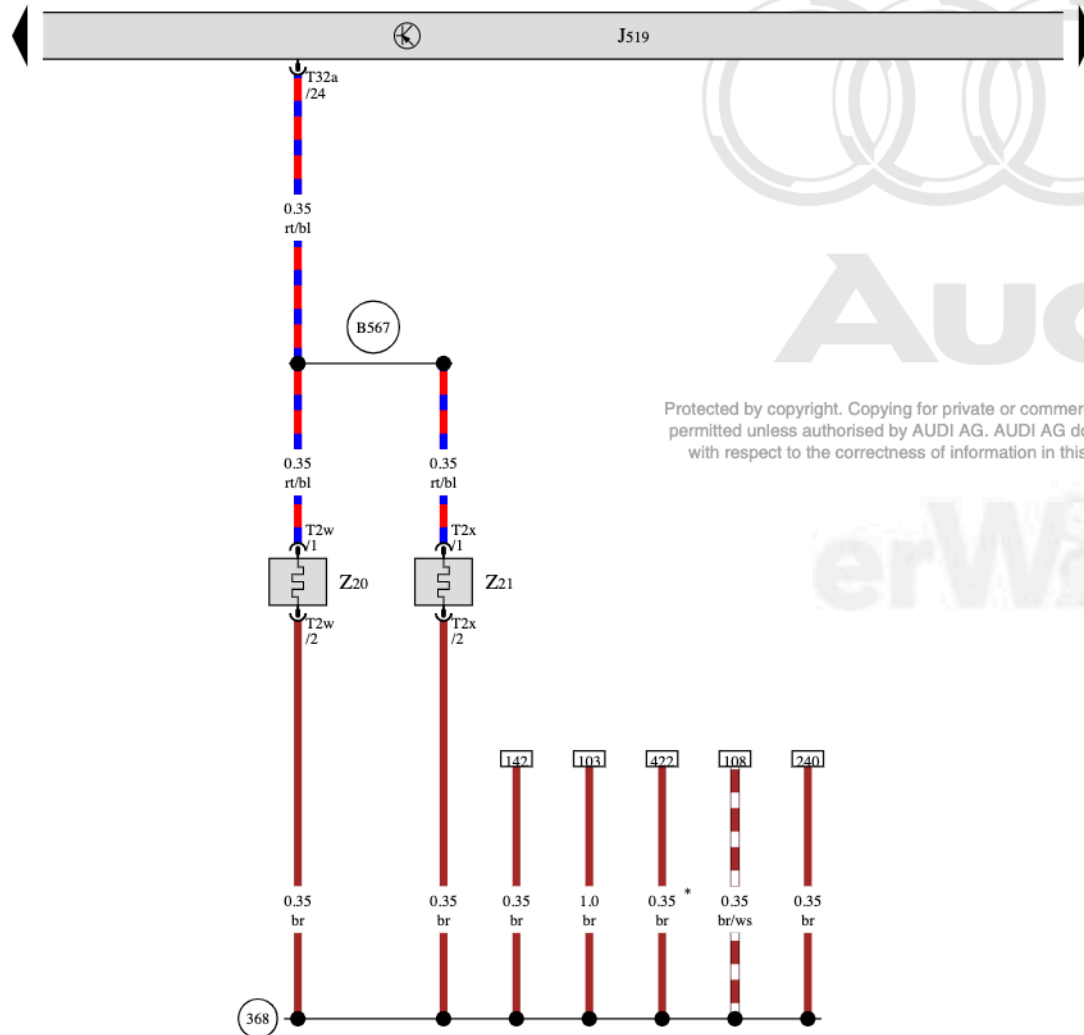 J519
T32a
/24
0.35
rt/bl
B567
Protected by copyright. Copying for private or commer
permitted unless authorised by AUDI AG. AUDI AG do
with respect to the correctness of information in this
0.35
rt/bl
0.35
rt/bl
T2w
/1
T2x
/1
Z20
Z21
T2w
/2
T2x
/2
142
103
422
108
240
0.35
br
0.35
br
0.35
br
1.0
br
0.35 *
br
0.35
br/ws
0.35
br
368
Aud
erWi